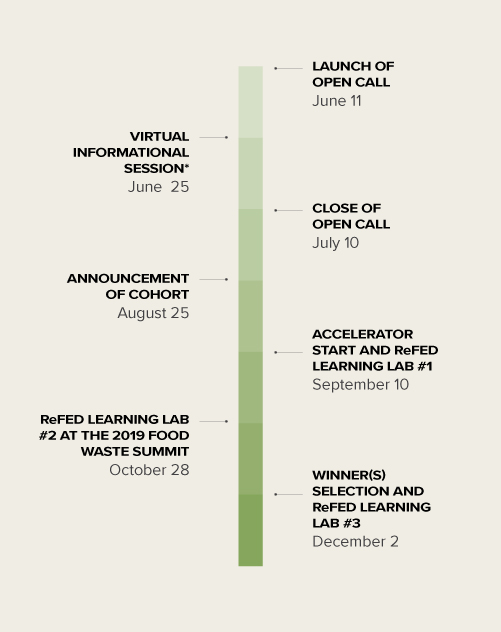 LAUNCH OF
OPEN CALL
June 11
VIRTUAL
INFORMATIONAL
SESSION*
June 25
CLOSE OF
OPEN CALL
July 10
ANNOUNCEMENT
OF COHORT
August 25
ACCELERATOR
START AND ReFED
LEARNING LAB #1
September 10
ReFED LEARNING LAB
#2 AT THE 2019 FOOD
WASTE SUMMIT
October 28
WINNER(S)
SELECTION AND
ReFED LEARNING
LAB #3
December 2